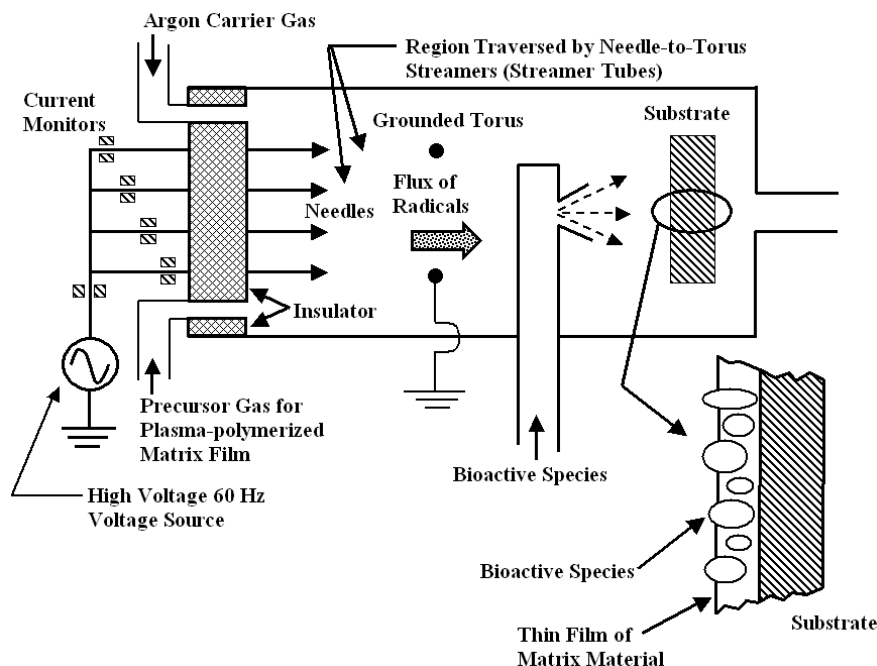 Argon Carrier Gas
Region Traversed by Needle-to-Torus
Streamers (Streamer Tubes)
Current
Monitors
Grounded Torus
Substrate
Needles
Flux of
Radicals
Insulator
Precursor Gas for
Plasma-polymerized
Matrix Film
Bioactive Species
High Voltage 60 Hz
Voltage Source
Bioactive Species
Substrate
Thin Film of
Matrix Material